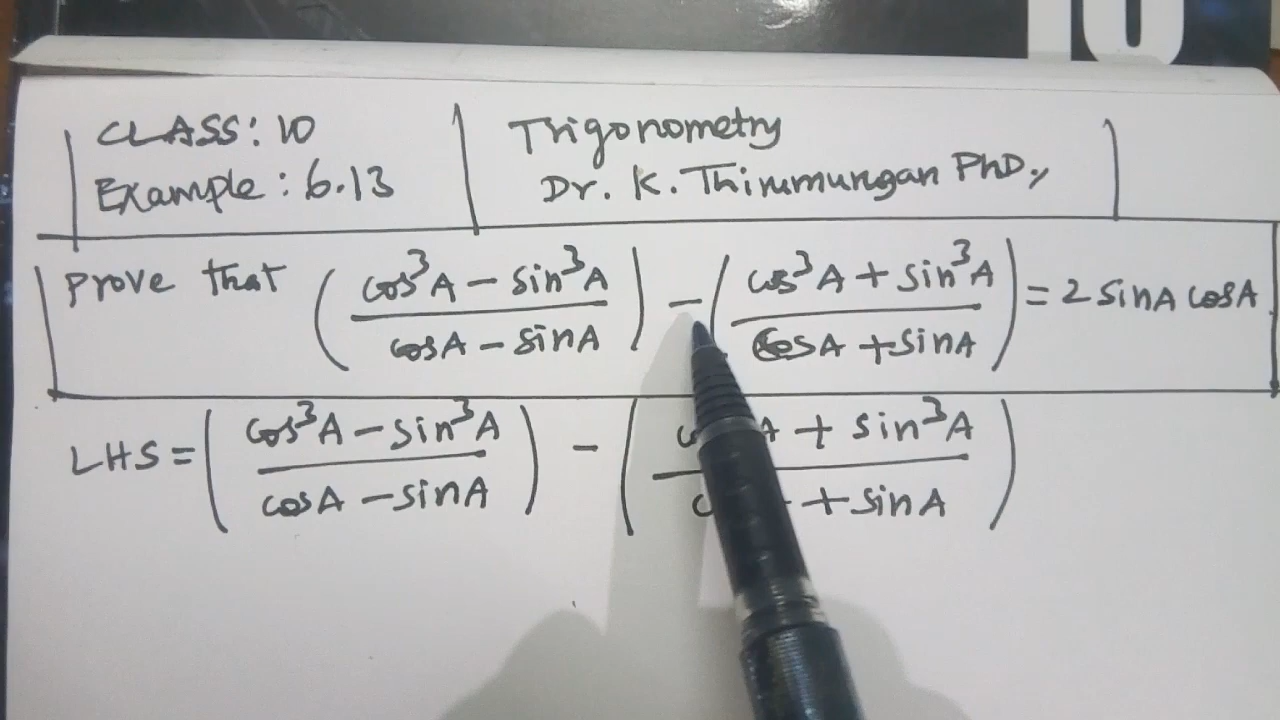 10
CLASS: 10
Example: 6.13
Trigonometry
Dr. K. Thirumurugan PhD.,
Prove that (cos³A - sin³A / cosA - sinA) - (cos³A + sin³A / cosA + sinA) = 2 sinA cosA
LHS = (cos³A - sin³A / cosA - sinA) - ( A + sin³A / + sinA)